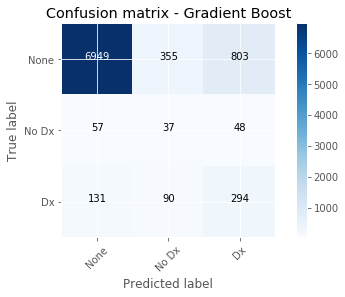 Confusion matrix - Gradient Boost
None 6949 355 803
No Dx 57 37 48
Dx 131 90 294
None No Dx Dx
True label
Predicted label
6000
5000
4000
3000
2000
1000